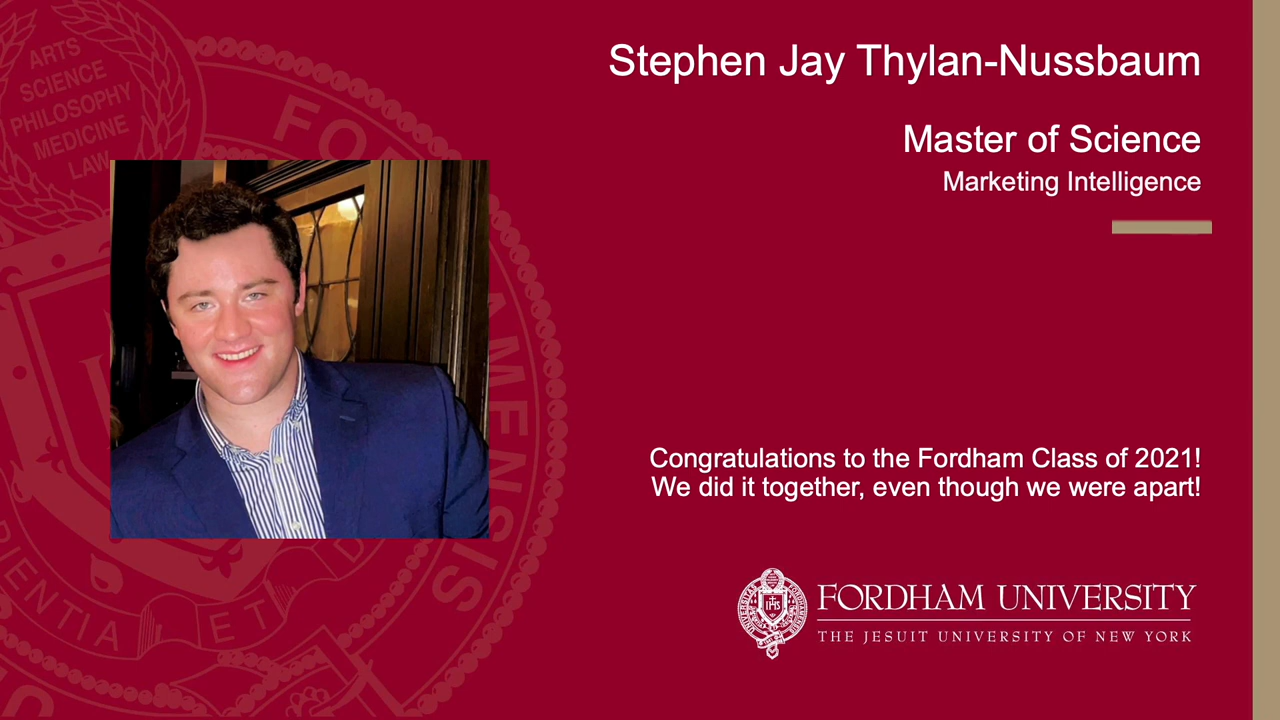 Stephen Jay Thylan-Nussbaum
Master of Science
Marketing Intelligence
Congratulations to the Fordham Class of 2021!
We did it together, even though we were apart!
FORDHAM UNIVERSITY
THE JESUIT UNIVERSITY OF NEW YORK
ARTS
SCIENCE
PHILOSOPHY
MEDICINE
LAW